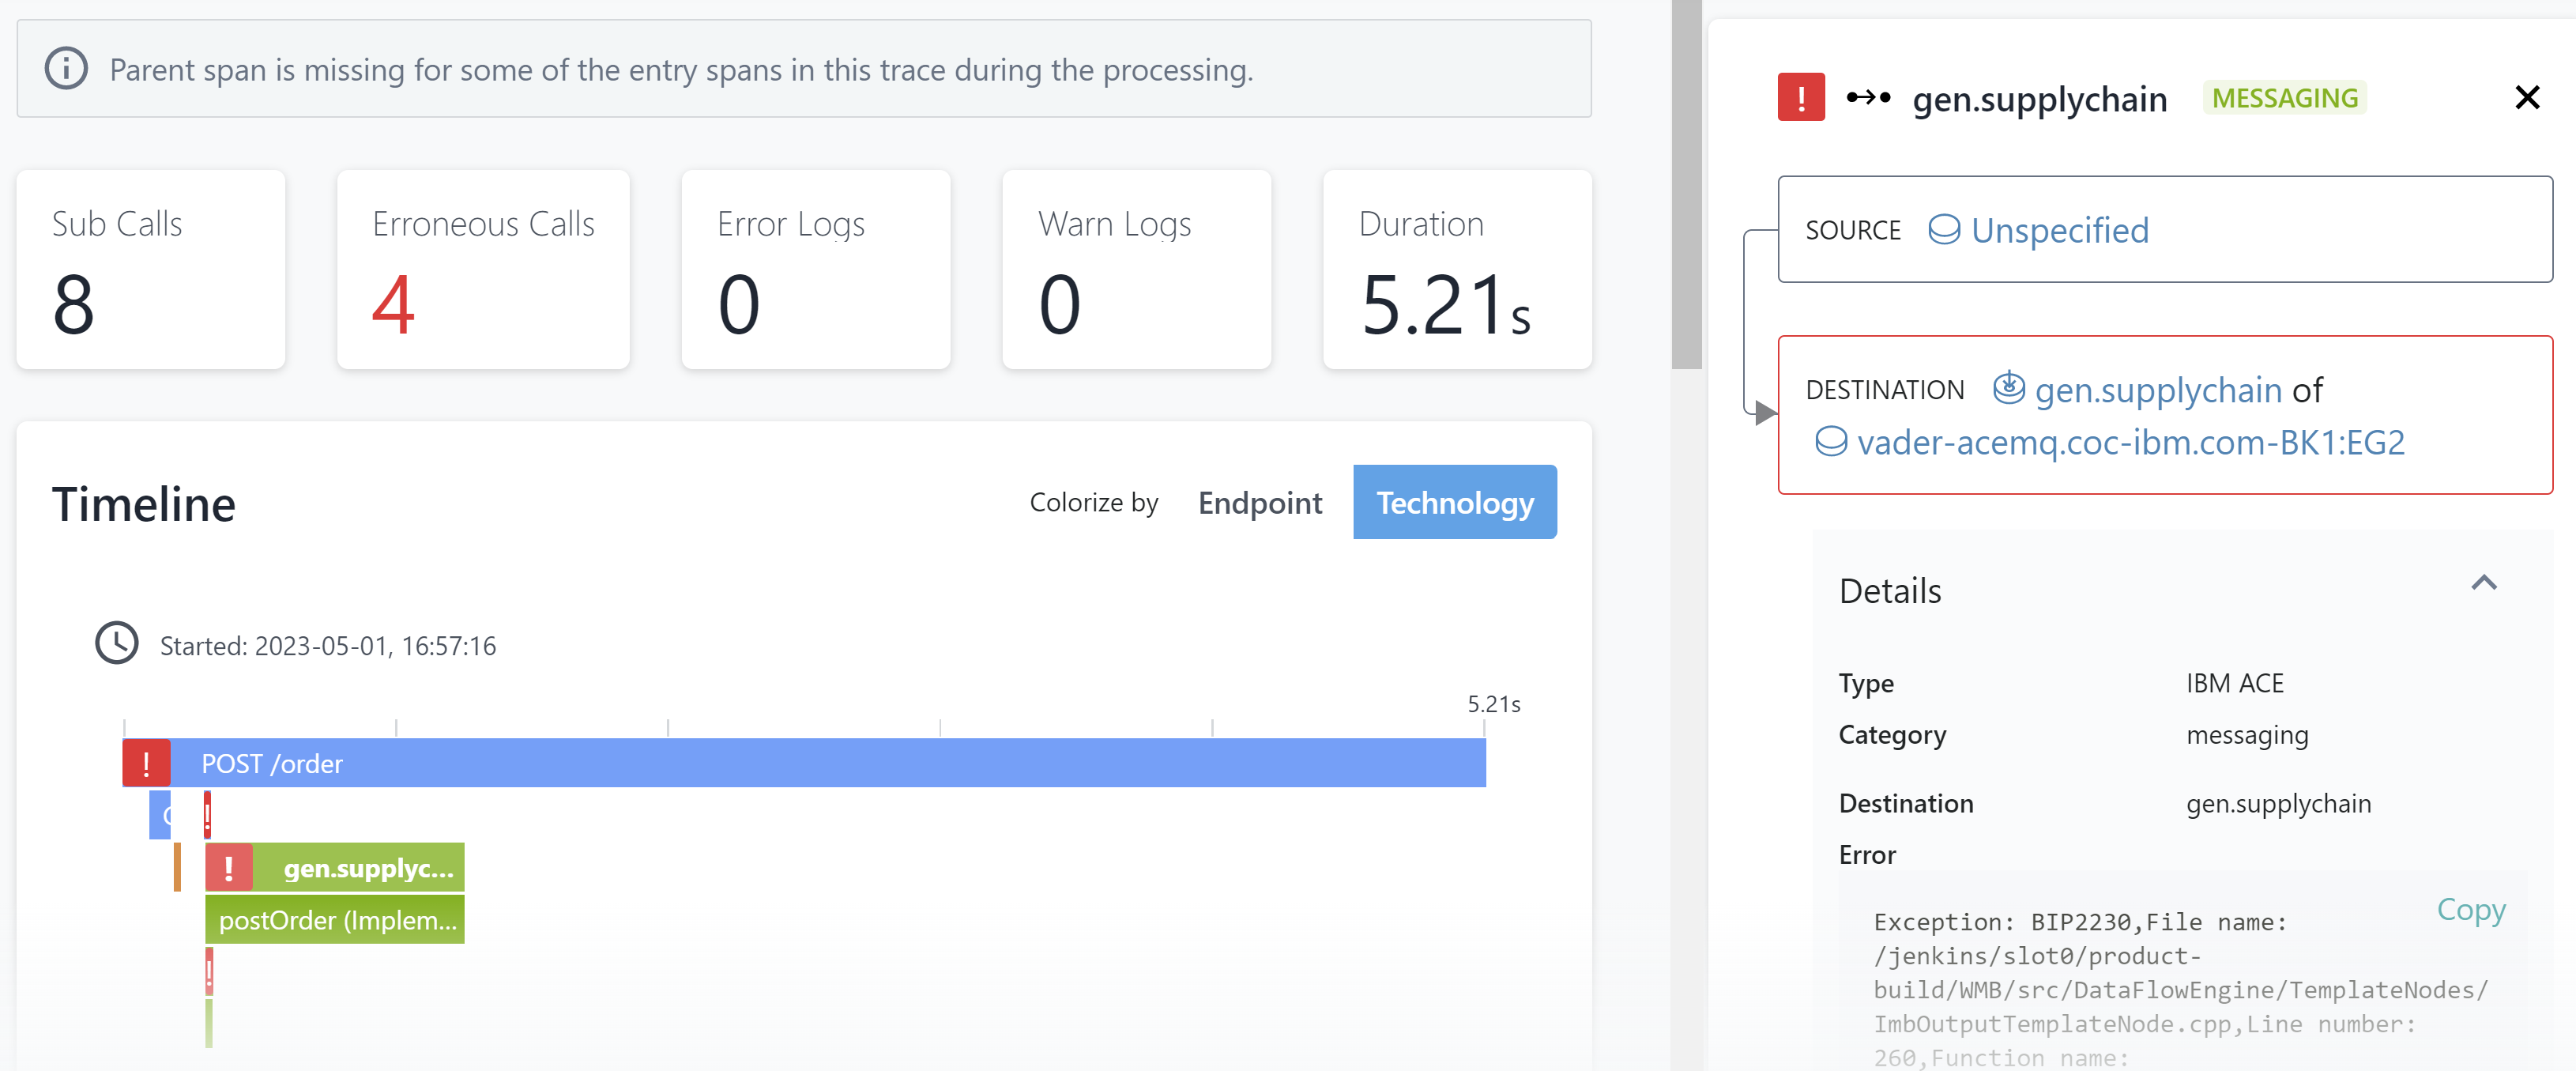 Parent span is missing for some of the entry spans in this trace during the processing.
Sub Calls
8
Erroneous Calls
4
Error Logs
0
Warn Logs
0
Duration
5.21s
Timeline
Colorize by Endpoint Technology
Started: 2023-05-01, 16:57:16
5.21s
! POST /order
!
! gen.supplyc...
postOrder (Implem...
!
! gen.supplychain MESSAGING
SOURCE Unspecified
DESTINATION gen.supplychain of
vader-acemq.coc-ibm.com-BK1:EG2
Details
Type IBM ACE
Category messaging
Destination gen.supplychain
Error
Copy
Exception: BIP2230,File name:
/jenkins/slot0/product-
build/WMB/src/DataFlowEngine/TemplateNodes/
ImbOutputTemplateNode.cpp,Line number:
260,Function name: